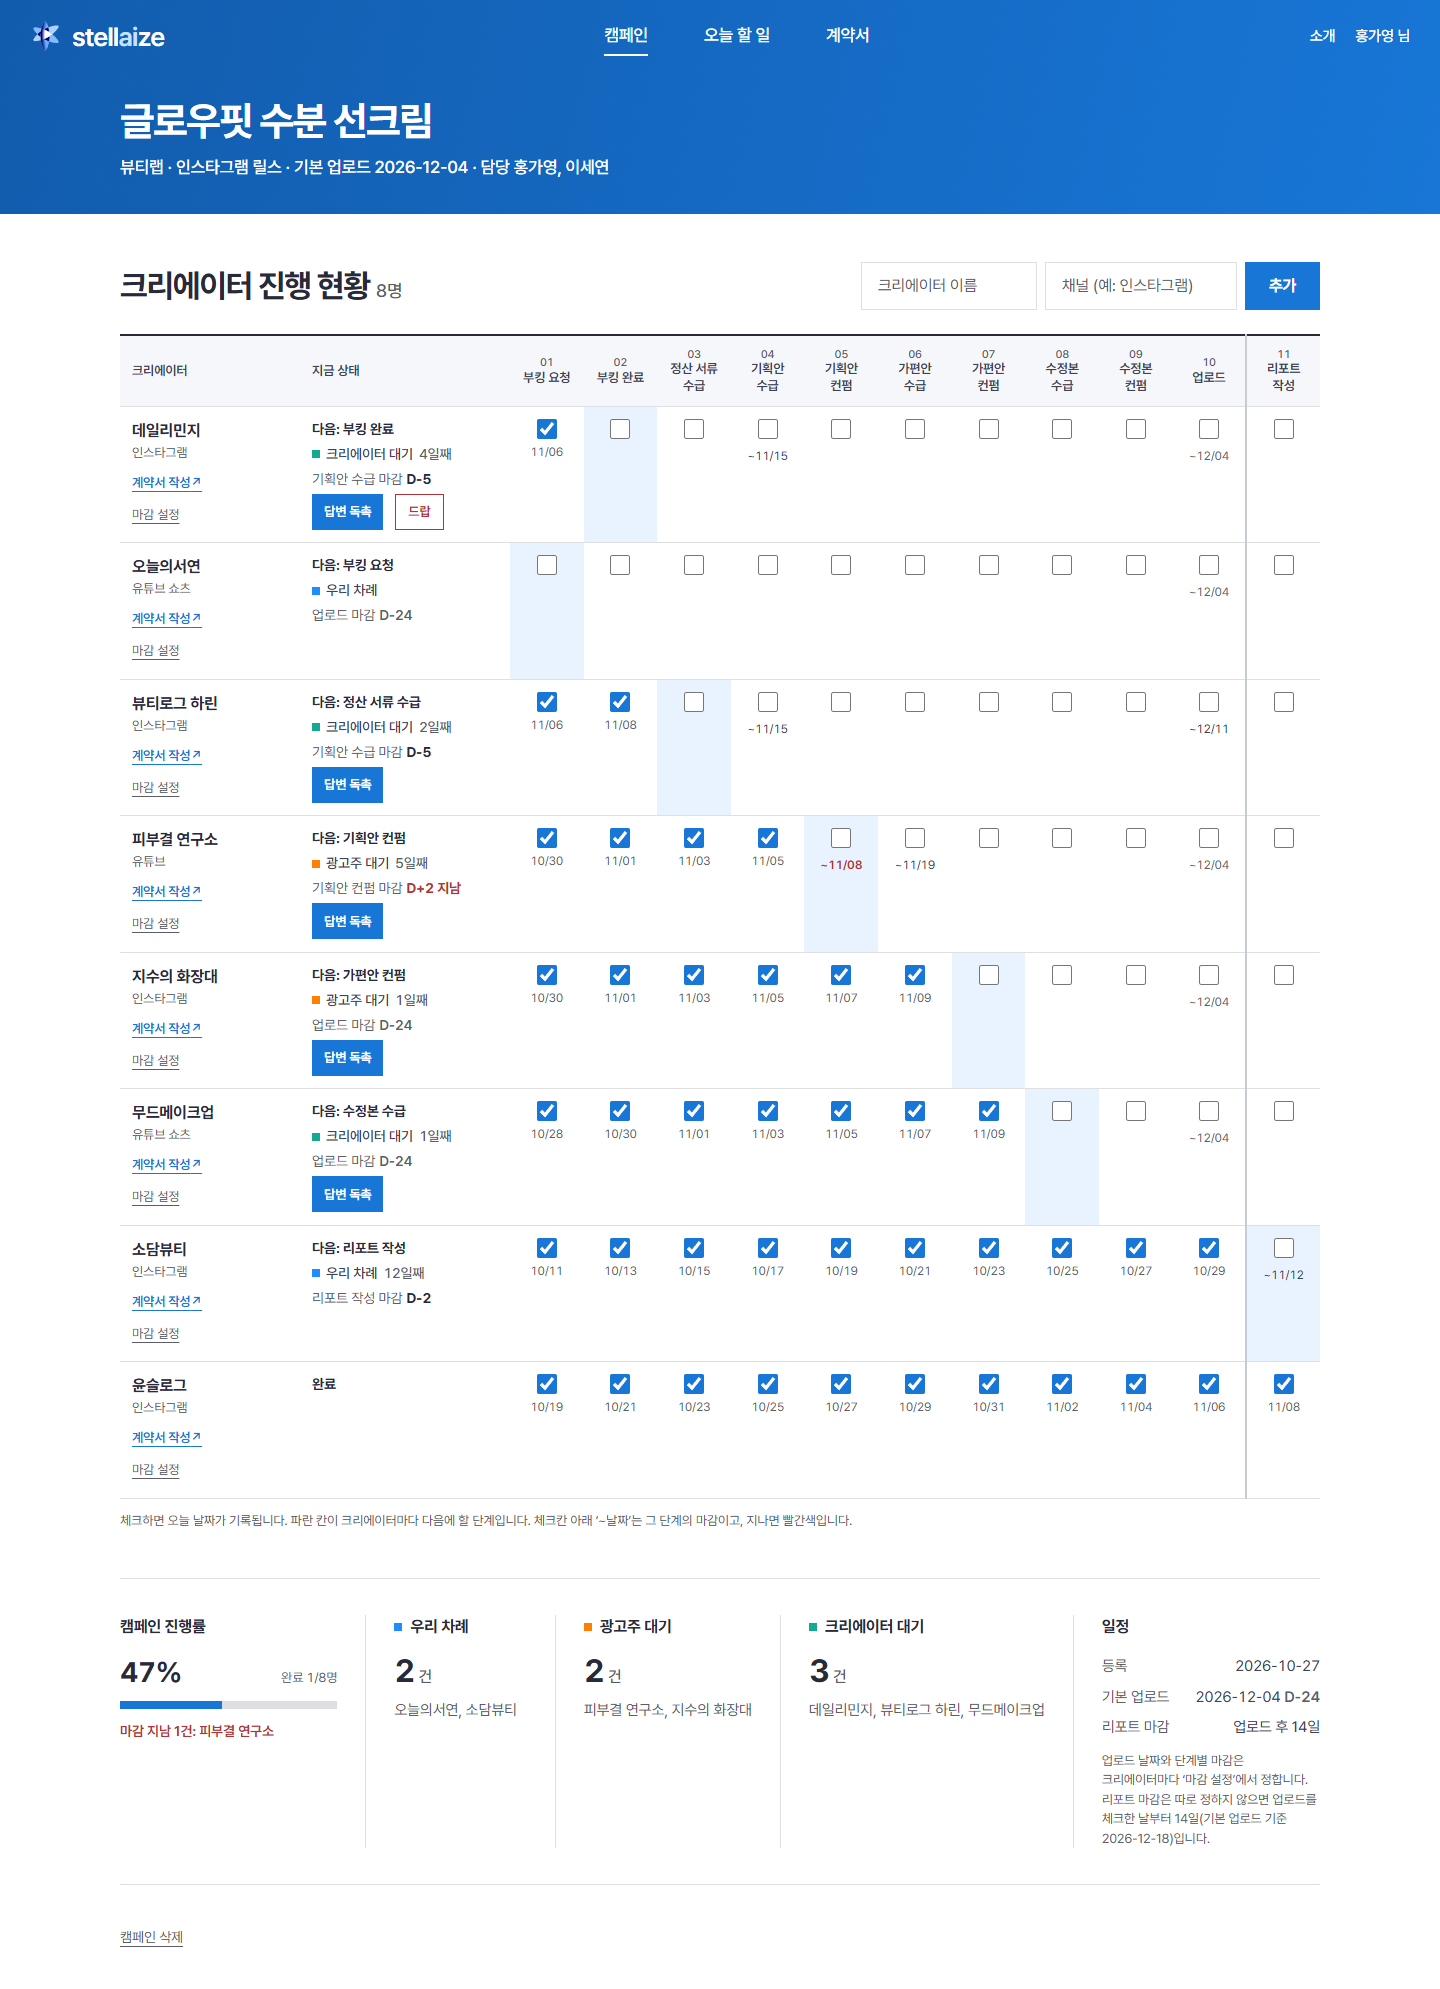 stellaize
캠페인 오늘 할 일 계약서
소개 홍가영 님
글로우핏 수분 선크림
뷰티랩 · 인스타그램 릴스 · 기본 업로드 2026-12-04 · 담당 홍가영, 이세연
크리에이터 진행 현황 8명
크리에이터 이름
채널 (예: 인스타그램)
추가
크리에이터
지금 상태
01 부킹 요청
02 부킹 완료
03 정산 서류 수급
04 기획안 수급
05 기획안 컨펌
06 가편안 수급
07 가편안 컨펌
08 수정본 수급
09 수정본 컨펌
10 업로드
11 리포트 작성
데일리민지
인스타그램
계약서 작성↗
마감 설정
다음: 부킹 완료
크리에이터 대기 4일째
기획안 수급 마감 D-5
답변 독촉 드랍
11/06 ~11/15 ~12/04
오늘의서연
유튜브 쇼츠
계약서 작성↗
마감 설정
다음: 부킹 요청
우리 차례
업로드 마감 D-24
~12/04
뷰티로그 하린
인스타그램
계약서 작성↗
마감 설정
다음: 정산 서류 수급
크리에이터 대기 2일째
기획안 수급 마감 D-5
답변 독촉
11/06 11/08 ~11/15 ~12/11
피부결 연구소
유튜브
계약서 작성↗
마감 설정
다음: 기획안 컨펌
광고주 대기 5일째
기획안 컨펌 마감 D+2 지남
답변 독촉
10/30 11/01 11/03 11/05 ~11/08 ~11/19 ~12/04
지수의 화장대
인스타그램
계약서 작성↗
마감 설정
다음: 가편안 컨펌
광고주 대기 1일째
업로드 마감 D-24
답변 독촉
10/30 11/01 11/03 11/05 11/07 11/09 ~12/04
무드메이크업
유튜브 쇼츠
계약서 작성↗
마감 설정
다음: 수정본 수급
크리에이터 대기 1일째
업로드 마감 D-24
답변 독촉
10/28 10/30 11/01 11/03 11/05 11/07 11/09 ~12/04
소담뷰티
인스타그램
계약서 작성↗
마감 설정
다음: 리포트 작성
우리 차례 12일째
리포트 작성 마감 D-2
10/11 10/13 10/15 10/17 10/19 10/21 10/23 10/25 10/27 10/29 ~11/12
윤슬로그
인스타그램
계약서 작성↗
마감 설정
완료
10/19 10/21 10/23 10/25 10/27 10/29 10/31 11/02 11/04 11/06 11/08
체크하면 오늘 날짜가 기록됩니다. 파란 칸이 크리에이터마다 다음에 할 단계입니다. 체크칸 아래 '~날짜'는 그 단계의 마감이고, 지나면 빨간색입니다.
캠페인 진행률
47% 완료 1/8명
마감 지남 1건: 피부결 연구소
우리 차례
2 건
오늘의서연, 소담뷰티
광고주 대기
2 건
피부결 연구소, 지수의 화장대
크리에이터 대기
3 건
데일리민지, 뷰티로그 하린, 무드메이크업
일정
등록 2026-10-27
기본 업로드 2026-12-04 D-24
리포트 마감 업로드 후 14일
업로드 날짜와 단계별 마감은
크리에이터마다 '마감 설정'에서 정합니다.
리포트 마감은 따로 정하지 않으면 업로드를
체크한 날부터 14일(기본 업로드 기준
2026-12-18)입니다.
캠페인 삭제